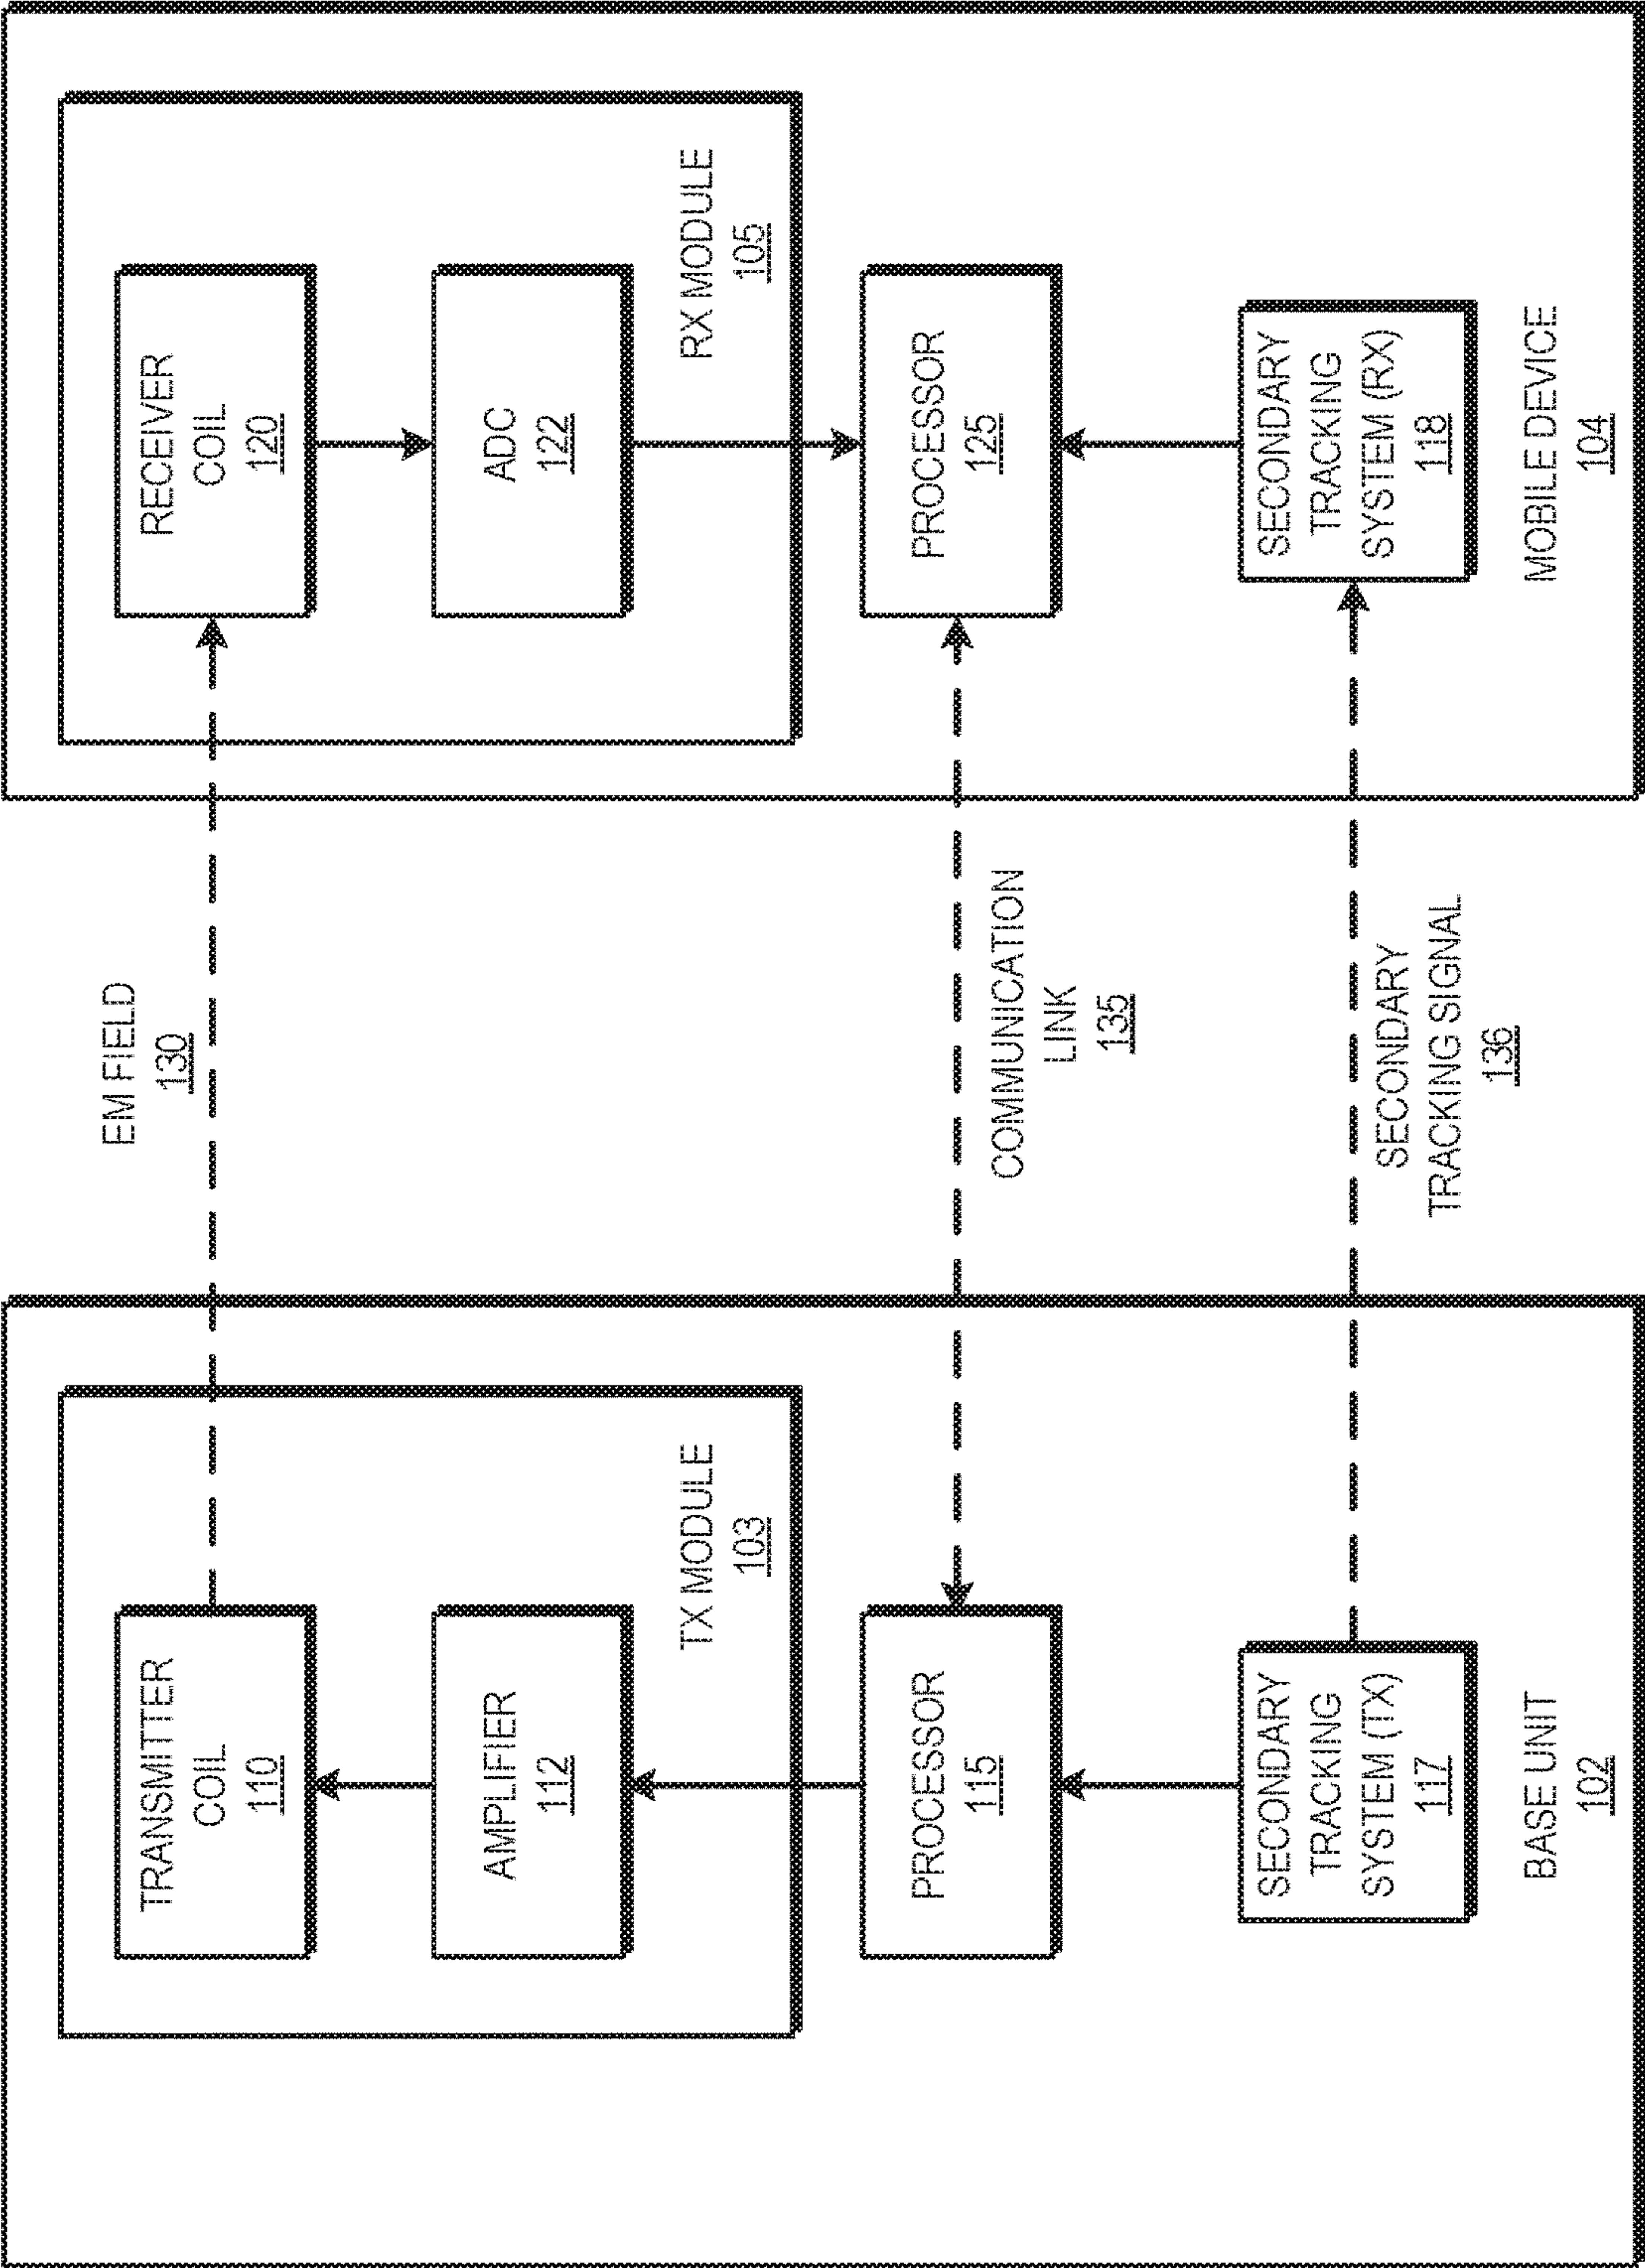 TRANSMITTER
COIL
110
AMPLIFIER
112
TX MODULE
103
PROCESSOR
115
SECONDARY
TRACKING
SYSTEM (TX)
117
BASE UNIT
102
EM FIELD
130
COMMUNICATION
LINK
135
SECONDARY
TRACKING SIGNAL
136
RECEIVER
COIL
120
ADC
122
RX MODULE
105
PROCESSOR
125
SECONDARY
TRACKING
SYSTEM (RX)
118
MOBILE DEVICE
104